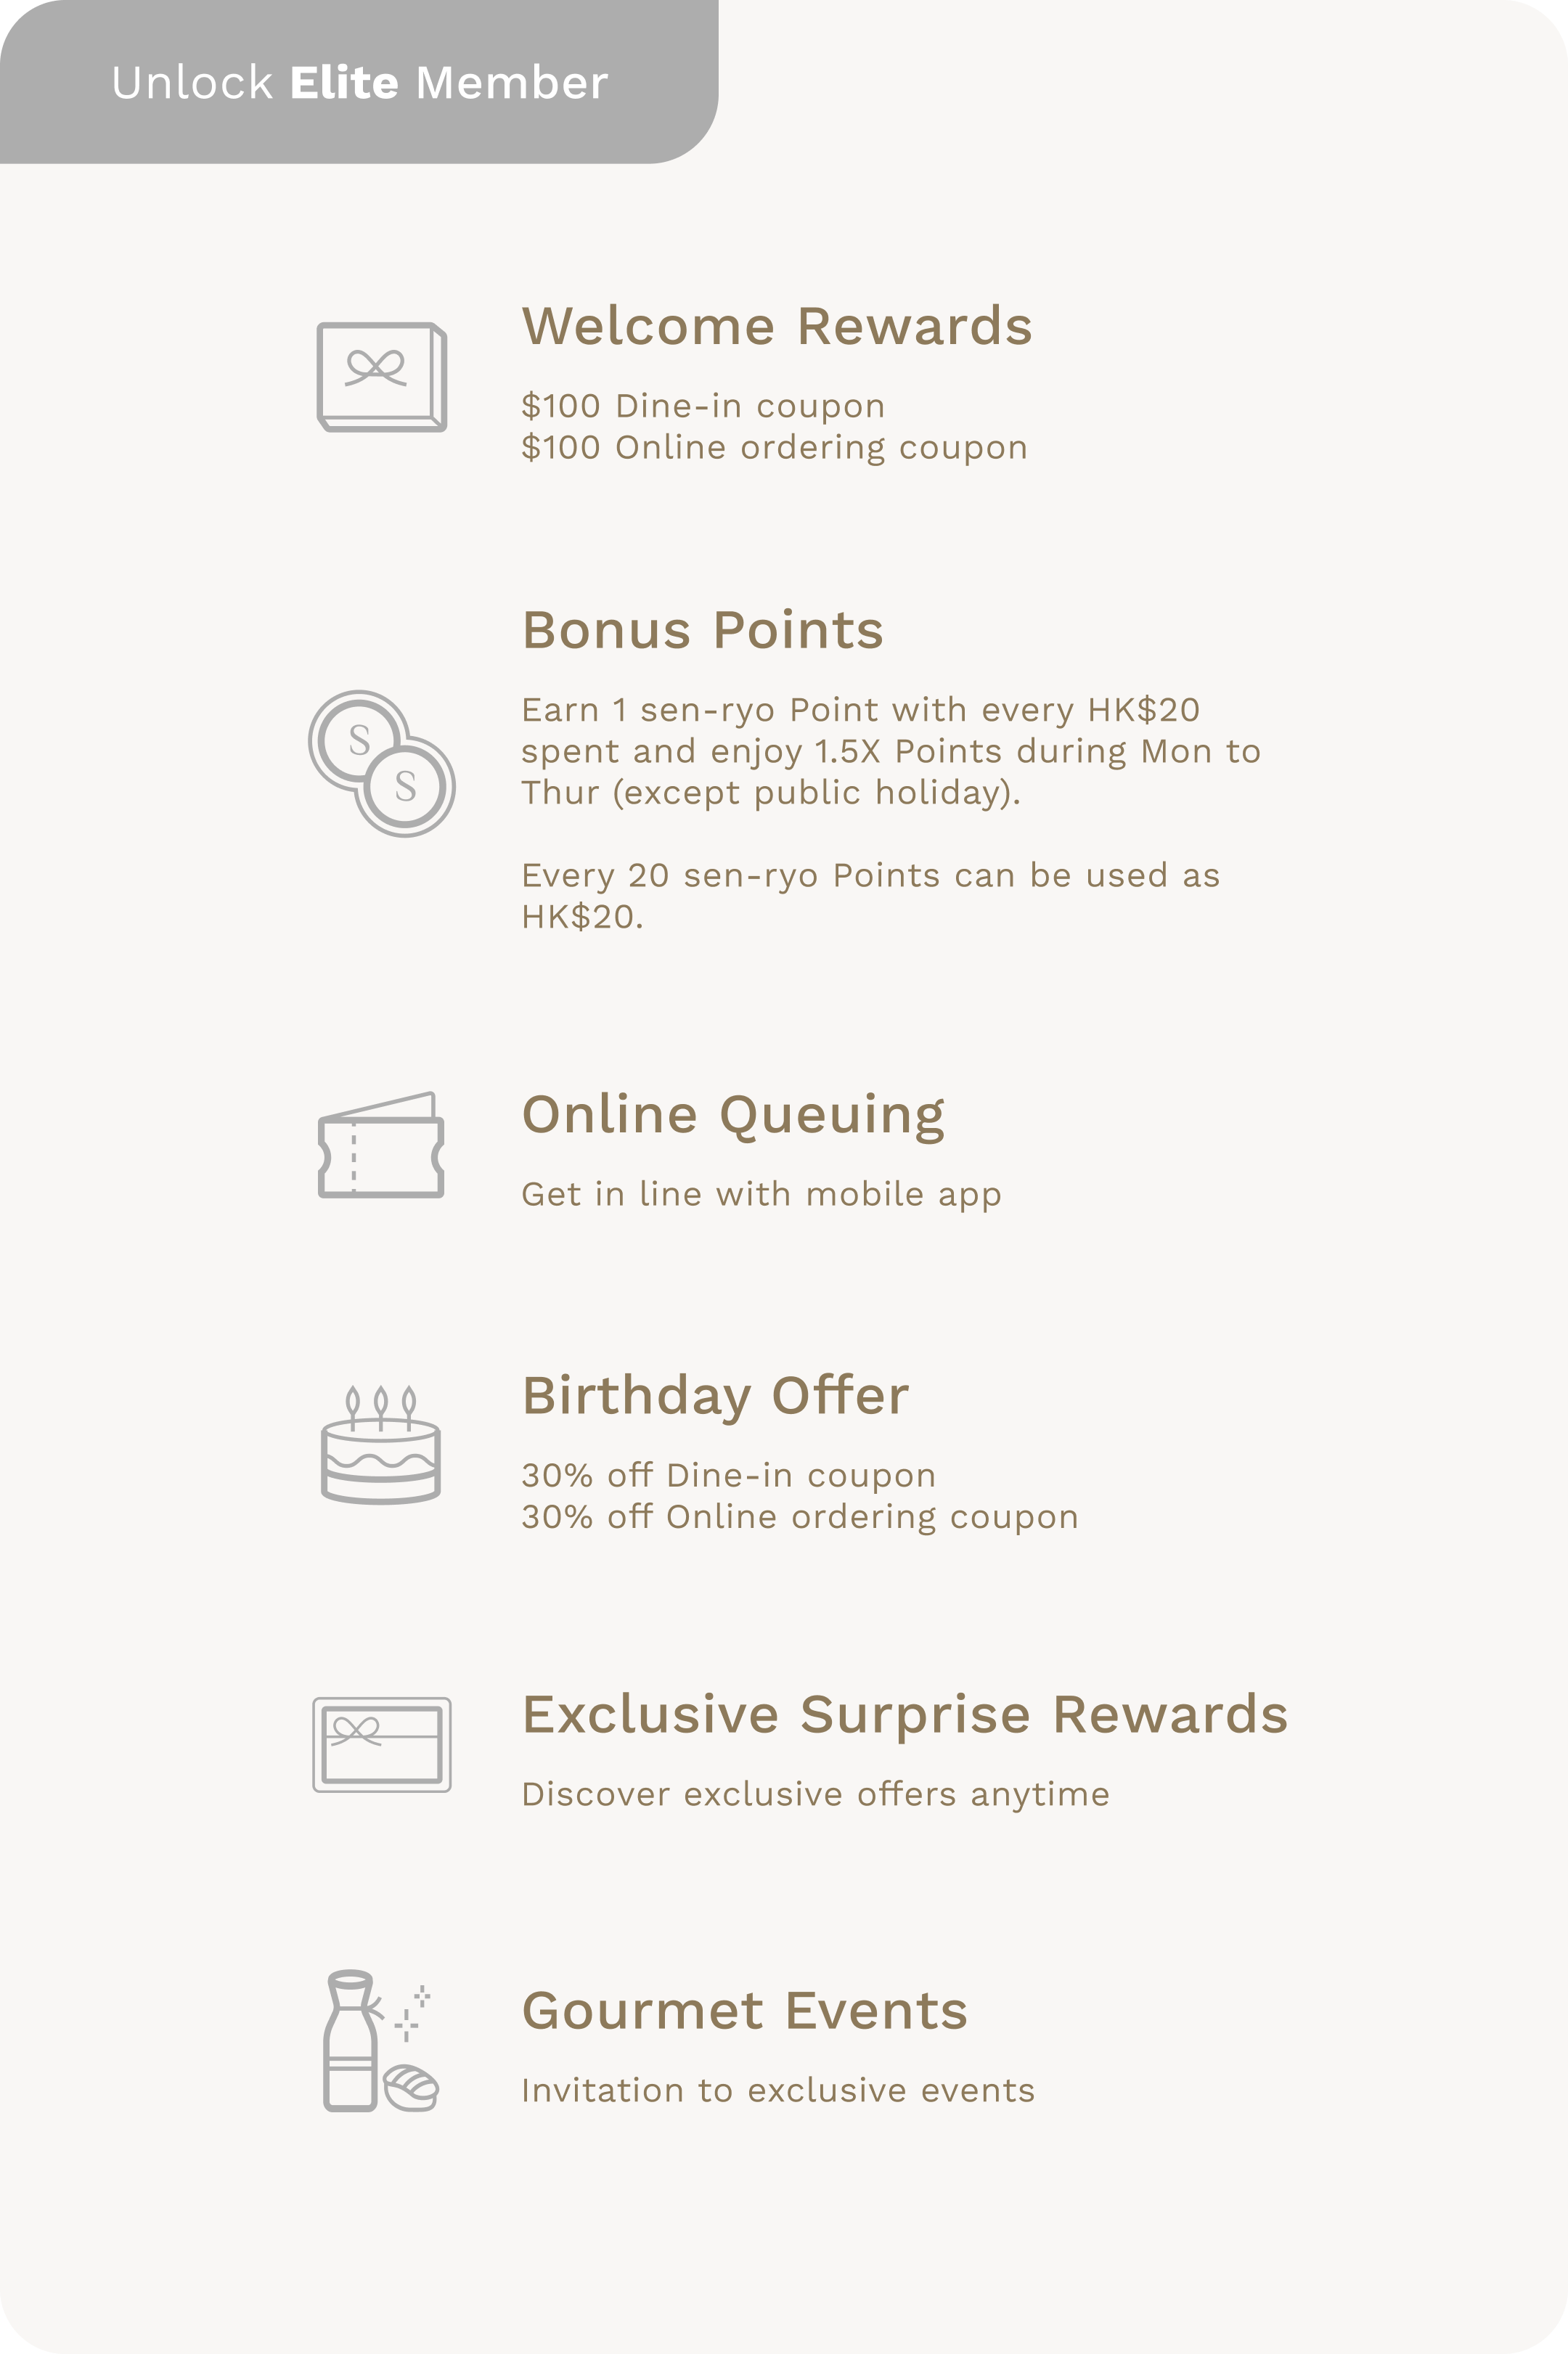 Unlock Elite Member
Welcome Rewards
$100 Dine-in coupon
$100 Online ordering coupon
Bonus Points
Earn 1 sen-ryo Point with every HK$20
spent and enjoy 1.5X Points during Mon to
Thur (except public holiday).
Every 20 sen-ryo Points can be used as
HK$20.
S
S
Online Queuing
Get in line with mobile app
Birthday Offer
30% off Dine-in coupon
30% off Online ordering coupon
Exclusive Surprise Rewards
Discover exclusive offers anytime
Gourmet Events
Invitation to exclusive events